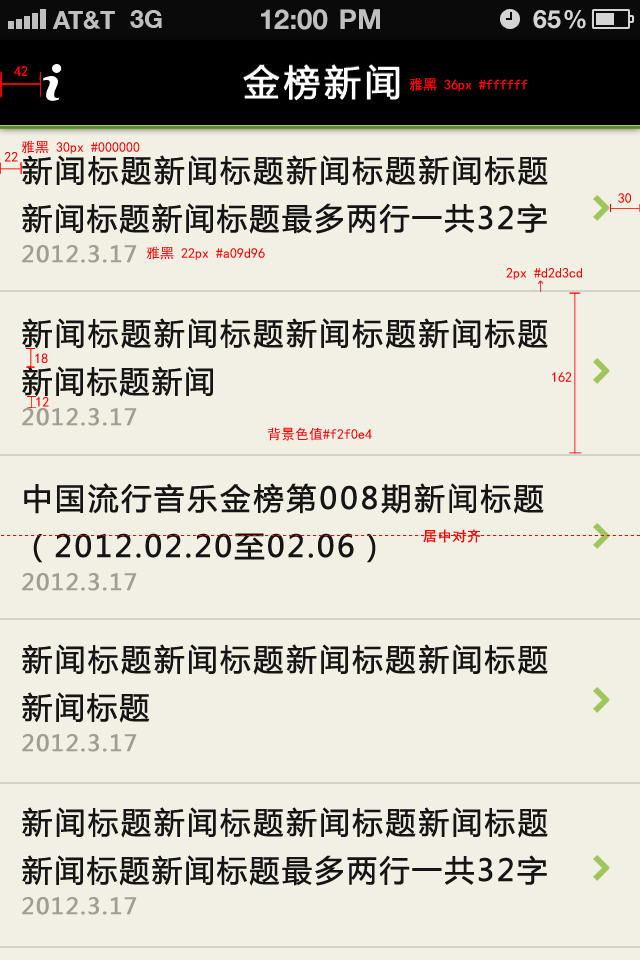 AT&T 3G 12:00 PM 65%
42 i 金榜新闻 雅黑 36px #ffffff
雅黑 30px #000000
22
新闻标题新闻标题新闻标题新闻标题
新闻标题新闻标题最多两行一共32字
30
2012.3.17 雅黑 22px #a09d96
2px #d2d3cd
新闻标题新闻标题新闻标题新闻标题
18
162
新闻标题新闻
12
2012.3.17
背景色值#f2f0e4
中国流行音乐金榜第008期新闻标题
居中对齐
（2012.02.20至02.06）
2012.3.17
新闻标题新闻标题新闻标题新闻标题
新闻标题
2012.3.17
新闻标题新闻标题新闻标题新闻标题
新闻标题新闻标题最多两行一共32字
2012.3.17